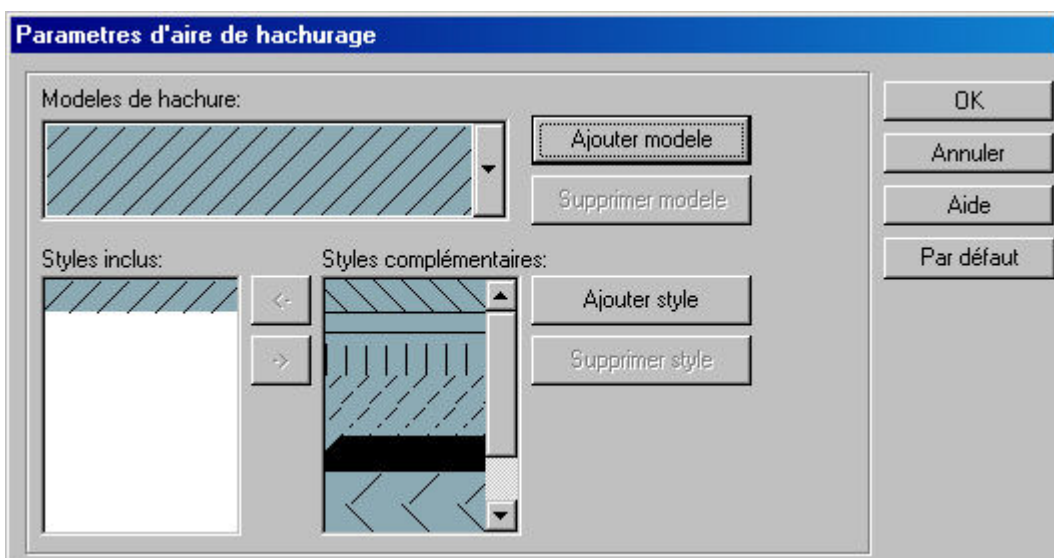 Parametres d'aire de hachurage
Modeles de hachure:
Ajouter modele
Supprimer modele
Styles inclus:
<-
->
Styles complémentaires:
Ajouter style
Supprimer style
OK
Annuler
Aide
Par défaut